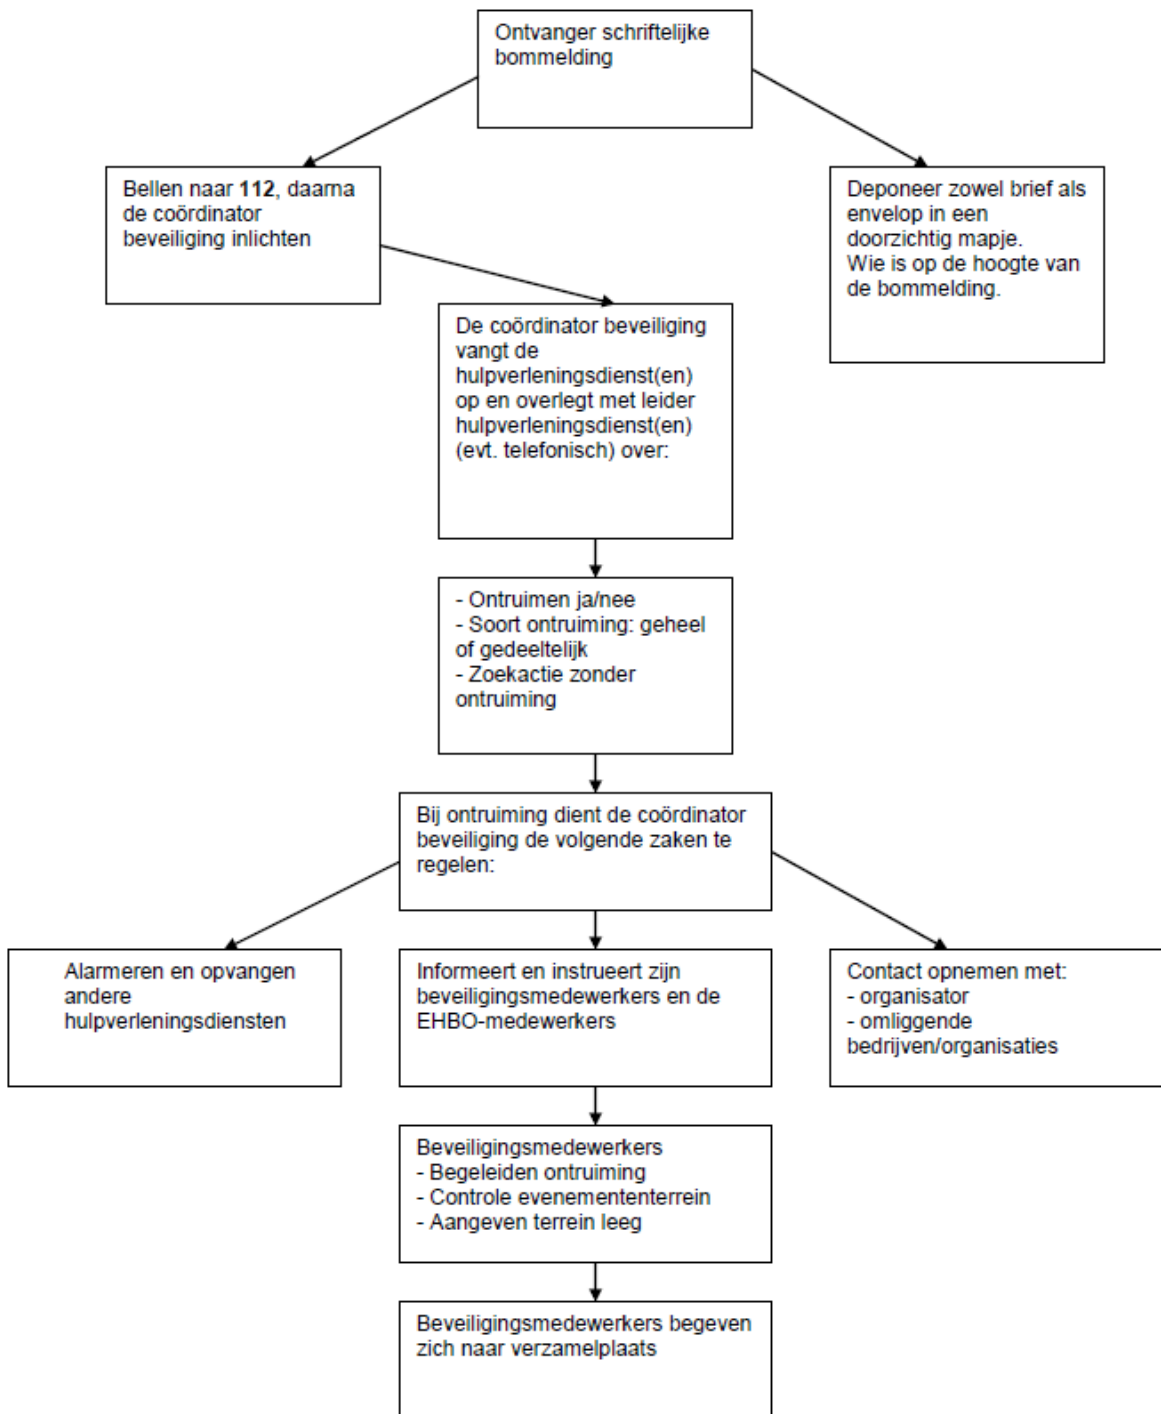 Ontvanger schriftelijke
bommelding
Bellen naar 112, daarna
de coördinator
beveiliging inlichten
Deponeer zowel brief als
envelop in een
doorzichtig mapje.
Wie is op de hoogte van
de bommelding.
De coördinator beveiliging
vangt de
hulpverleningsdienst(en)
op en overlegt met leider
hulpverleningsdienst(en)
(evt. telefonisch) over:
- Ontruimen ja/nee
- Soort ontruiming: geheel
of gedeeltelijk
- Zoekactie zonder
ontruiming
Bij ontruiming dient de coördinator
beveiliging de volgende zaken te
regelen:
Alarmeren en opvangen
andere
hulpverleningsdiensten
Informeert en instrueert zijn
beveiligingsmedewerkers en de
EHBO-medewerkers
Contact opnemen met:
- organisator
- omliggende
bedrijven/organisaties
Beveiligingsmedewerkers
- Begeleiden ontruiming
- Controle evenemententerrein
- Aangeven terrein leeg
Beveiligingsmedewerkers begeven
zich naar verzamelplaats